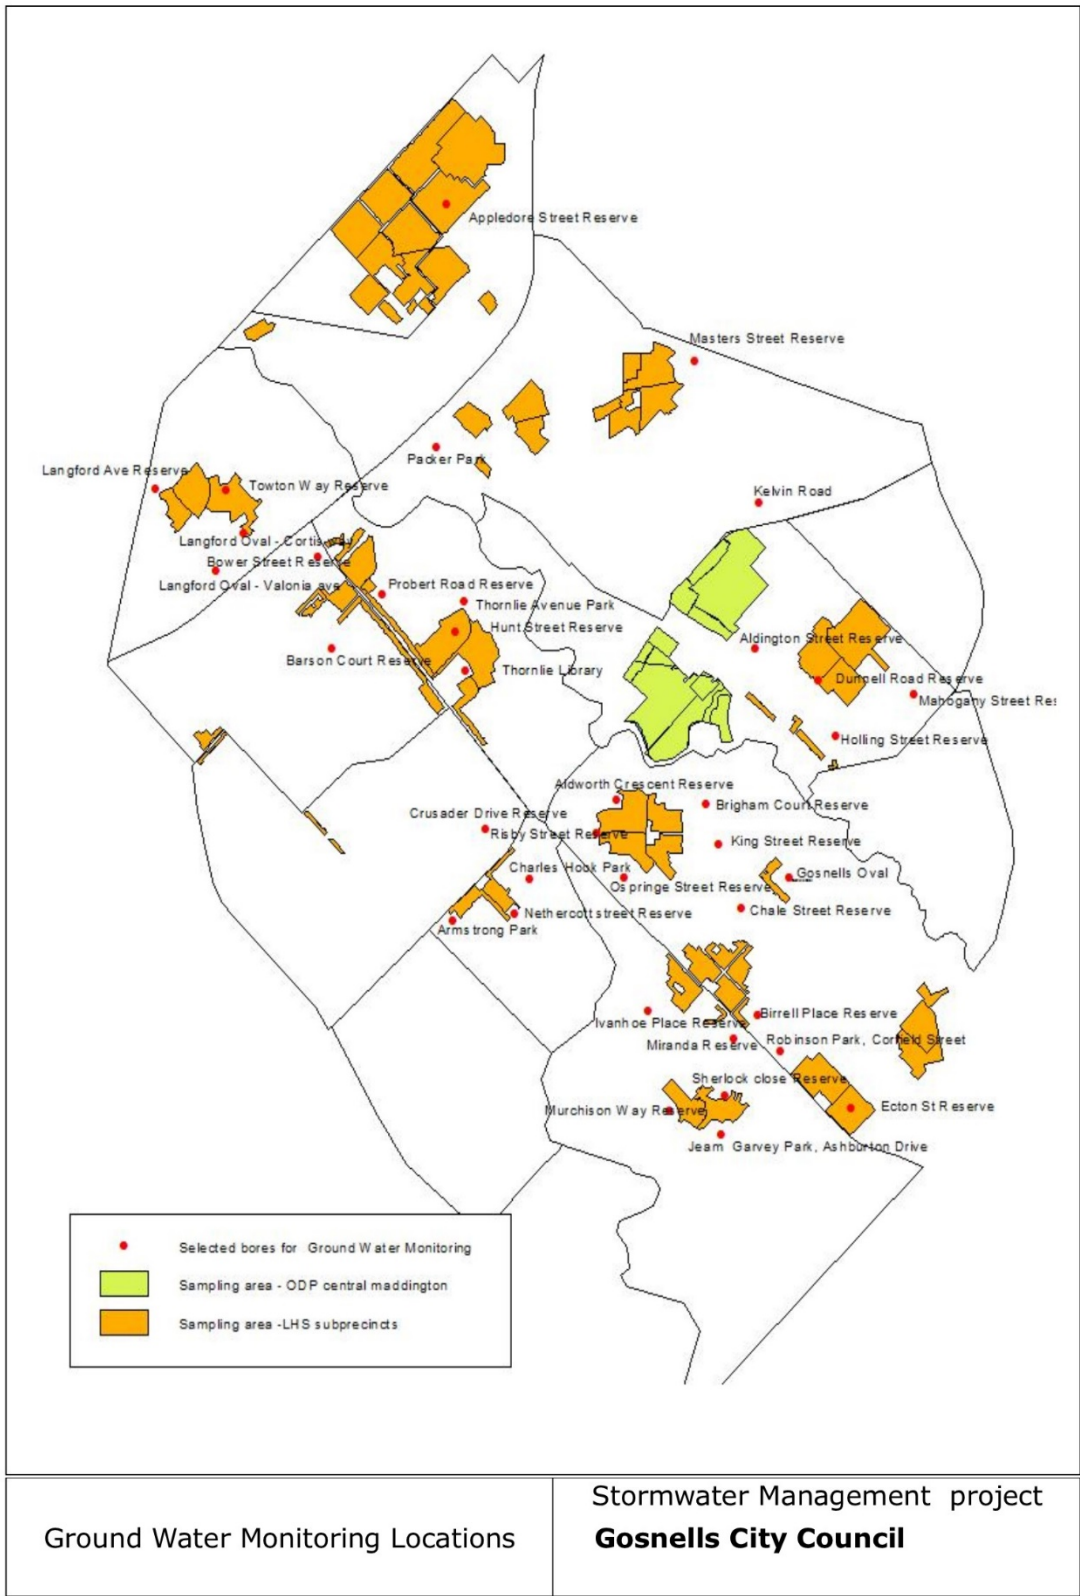 Appledore Street Reserve
Masters Street Reserve
Packer Park
Langford Ave Reserve
Towton Way Reserve
Kelvin Road
Langford Oval - Cortis way
Bower Street Reserve
Langford Oval - Valonia ave
Probert Road Reserve
Thornlie Avenue Park
Hunt Street Reserve
Aldington Street Reserve
Barson Court Reserve
Thornlie Library
Dunnell Road Reserve
Mahogany Street Res
Holling Street Reserve
Aldworth Crescent Reserve
Brigham Court Reserve
Crusader Drive Reserve
Risby Street Reserve
King Street Reserve
Charles Hook Park
Gosnells Oval
Ospringe Street Reserve
Chale Street Reserve
Nethercott street Reserve
Armstrong Park
Birrell Place Reserve
Ivanhoe Place Reserve
Miranda Reserve
Robinson Park, Corfield Street
Sherlock close Reserve
Murchison Way Reserve
Ecton St Reserve
Jeam Garvey Park, Ashburton Drive
Selected bores for Ground Water Monitoring
Sampling area - ODP central maddington
Sampling area -LHS subprecincts
Ground Water Monitoring Locations
Stormwater Management project
Gosnells City Council